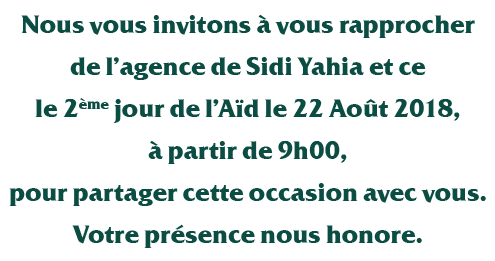 Nous vous invitons à vous rapprocher
de l’agence de Sidi Yahia et ce
le 2ème jour de l’Aïd le 22 Août 2018,
à partir de 9h00,
pour partager cette occasion avec vous.
Votre présence nous honore.